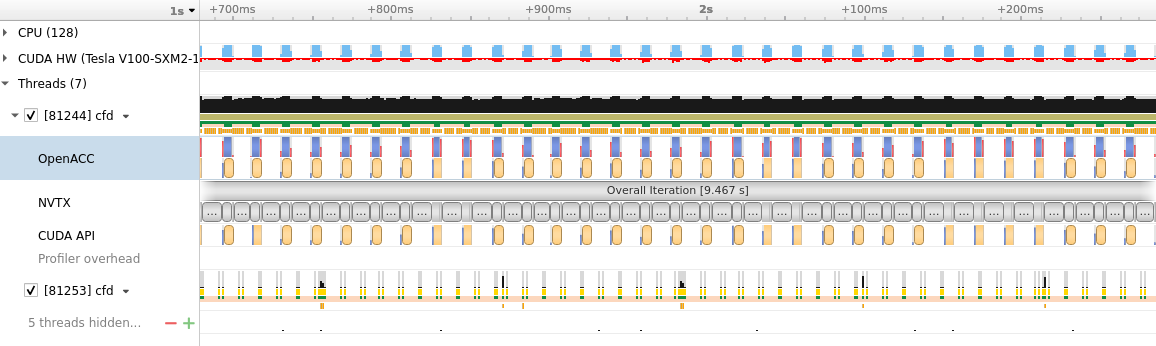 1s +700ms +800ms +900ms 2s +100ms +200ms
CPU (128)
CUDA HW (Tesla V100-SXM2-1
Threads (7)
[81244] cfd
OpenACC
Overall Iteration [9.467 s]
NVTX
... ... ... ... ... ... ... ... ... ... ... ... ... ... ... ... ... ... ... ... ... ... ... ... ... ... ... ... ... ... ... ...
CUDA API
Profiler overhead
[81253] cfd
5 threads hidden...